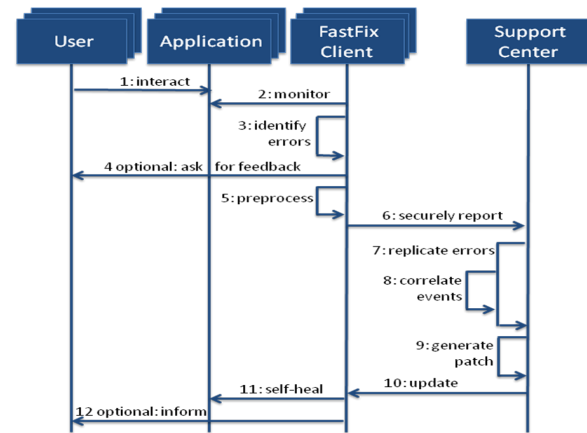 User
Application
FastFix
Client
Support
Center
1: interact
2: monitor
3: identify
errors
4 optional: ask for feedback
5: preprocess
6: securely report
7: replicate errors
8: correlate
events
9: generate
patch
10: update
11: self-heal
12 optional: inform